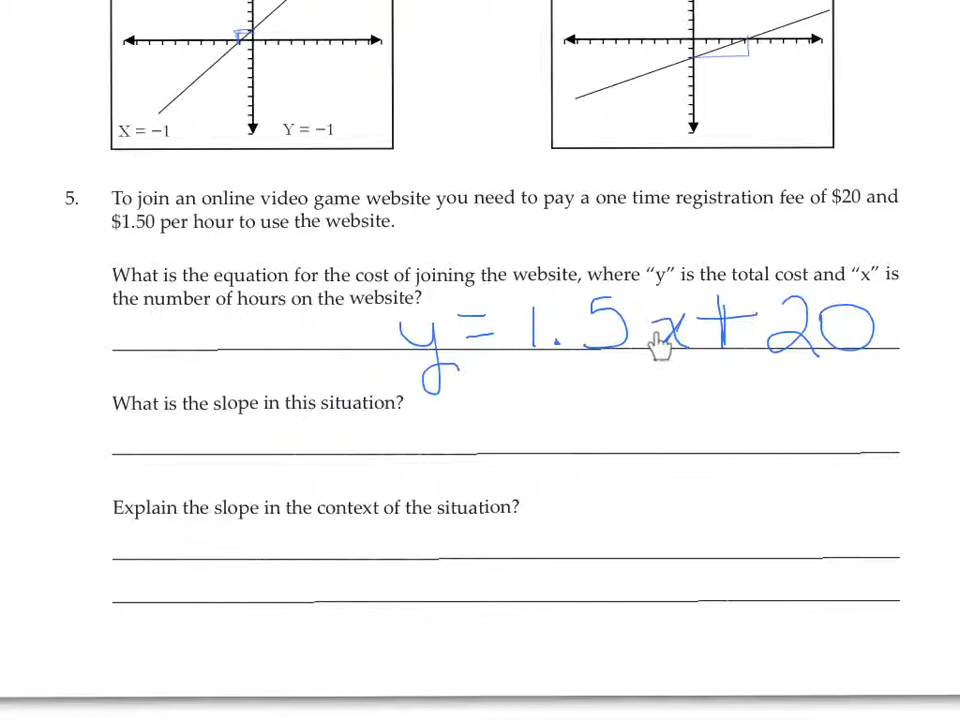 X = −1
Y = −1
5. To join an online video game website you need to pay a one time registration fee of $20 and
$1.50 per hour to use the website.
What is the equation for the cost of joining the website, where “y” is the total cost and “x” is
the number of hours on the website?
y = 1.5x + 20
What is the slope in this situation?
Explain the slope in the context of the situation?